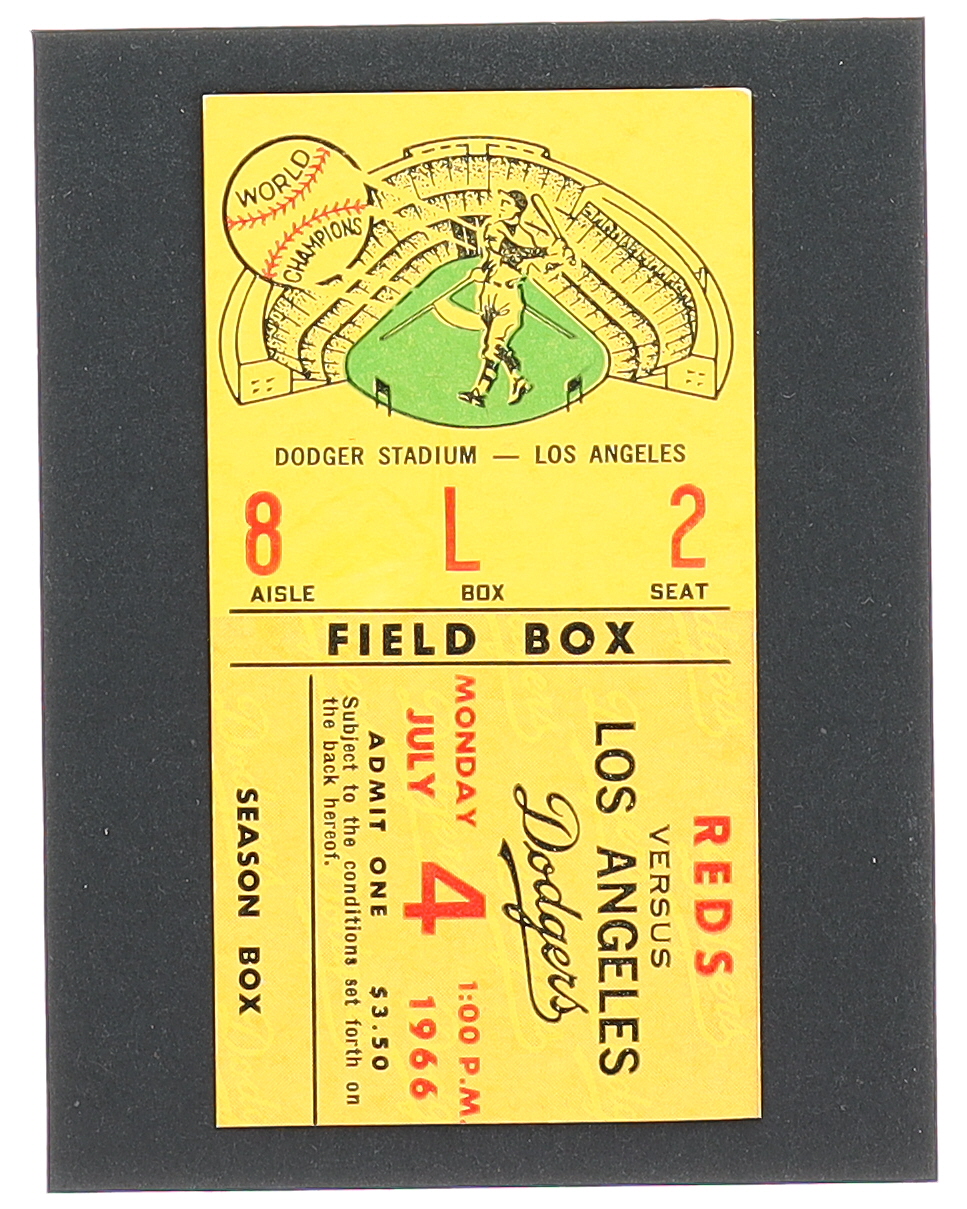 WORLD
CHAMPIONS
DODGER STADIUM — LOS ANGELES
8 L 2
AISLE BOX SEAT
FIELD BOX
REDS
VERSUS
LOS ANGELES
Dodgers
MONDAY 1:00 P.M.
JULY 4 1966
ADMIT ONE $3.50
Subject to the conditions set forth on
the back hereof.
SEASON BOX